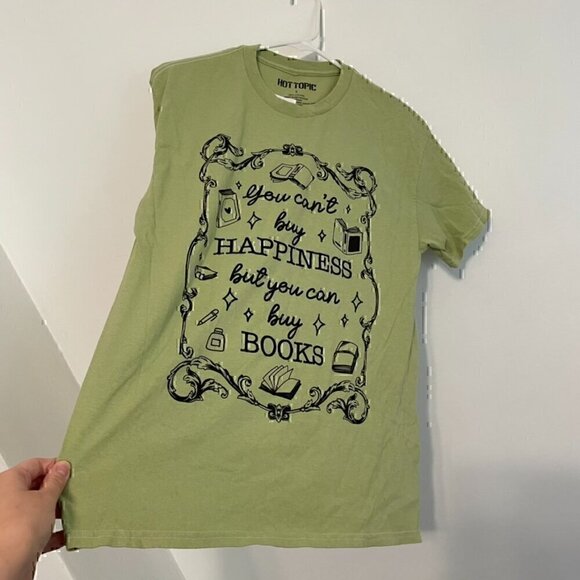 HOT TOPIC
You can't
buy
HAPPINESS
but you can
buy
BOOKS